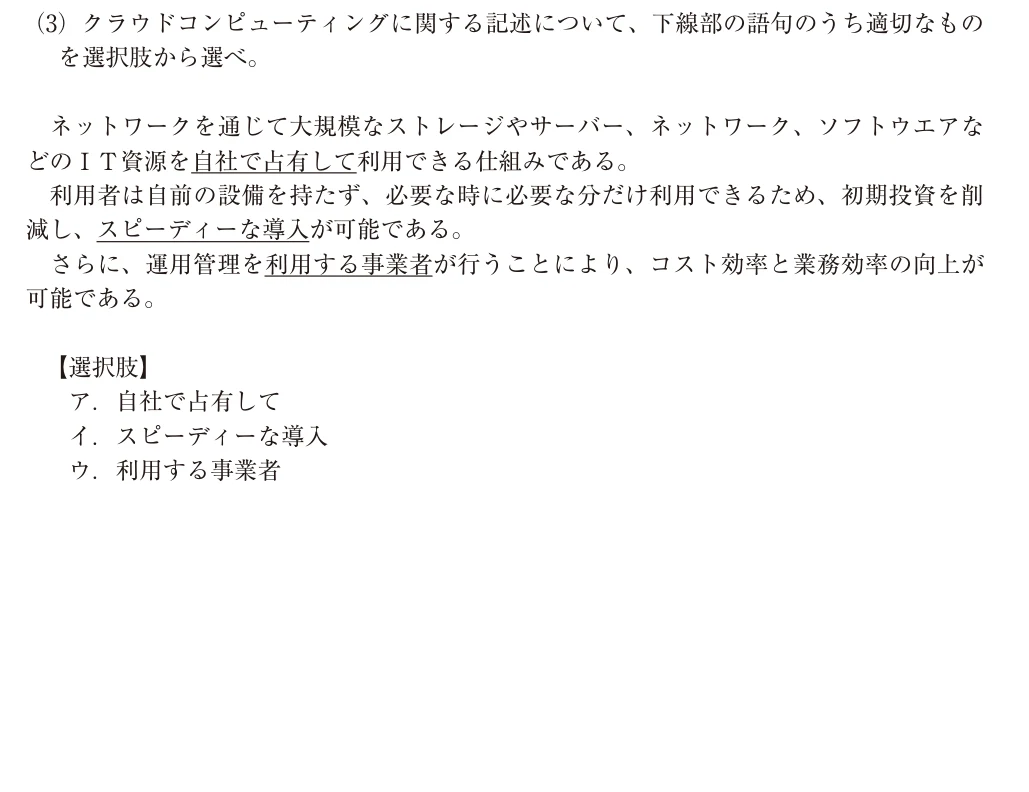 (3) クラウドコンピューティングに関する記述について、下線部の語句のうち適切なもの
を選択肢から選べ。
ネットワークを通じて大規模なストレージやサーバー、ネットワーク、ソフトウエアな
どのＩＴ資源を自社で占有して利用できる仕組みである。
利用者は自前の設備を持たず、必要な時に必要な分だけ利用できるため、初期投資を削
減し、スピーディーな導入が可能である。
さらに、運用管理を利用する事業者が行うことにより、コスト効率と業務効率の向上が
可能である。
【選択肢】
ア．自社で占有して
イ．スピーディーな導入
ウ．利用する事業者